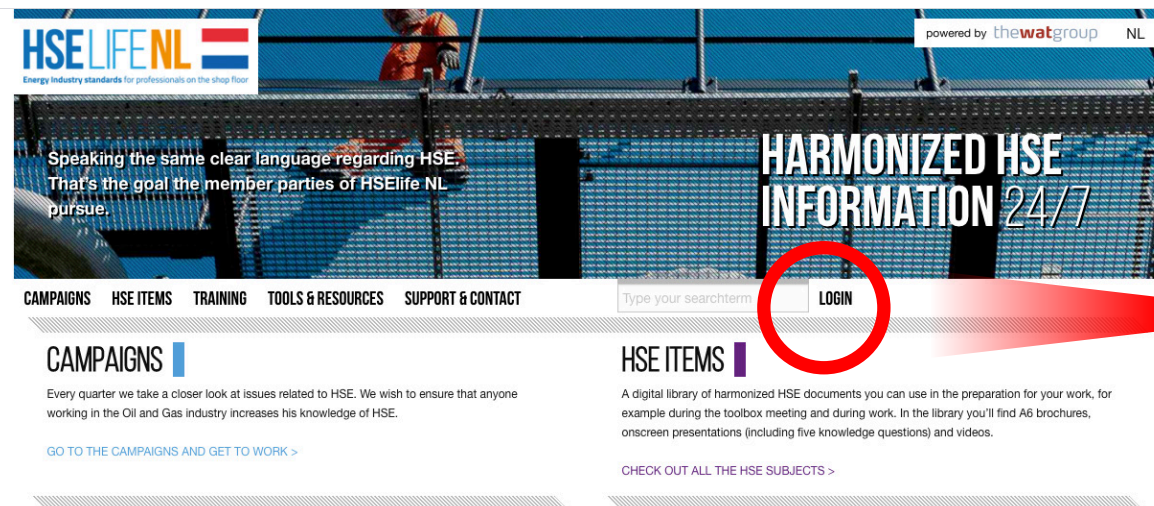 HSELIFENL
Energy Industry standards for professionals on the shop floor
powered by thewatgroup NL
Speaking the same clear language regarding HSE.
That's the goal the member parties of HSElife NL
pursue.
HARMONIZED HSE
INFORMATION 24/7
CAMPAIGNS HSE ITEMS TRAINING TOOLS & RESOURCES SUPPORT & CONTACT Type your searchterm LOGIN
CAMPAIGNS
Every quarter we take a closer look at issues related to HSE. We wish to ensure that anyone
working in the Oil and Gas industry increases his knowledge of HSE.
GO TO THE CAMPAIGNS AND GET TO WORK >
HSE ITEMS
A digital library of harmonized HSE documents you can use in the preparation for your work, for
example during the toolbox meeting and during work. In the library you'll find A6 brochures,
onscreen presentations (including five knowledge questions) and videos.
CHECK OUT ALL THE HSE SUBJECTS >